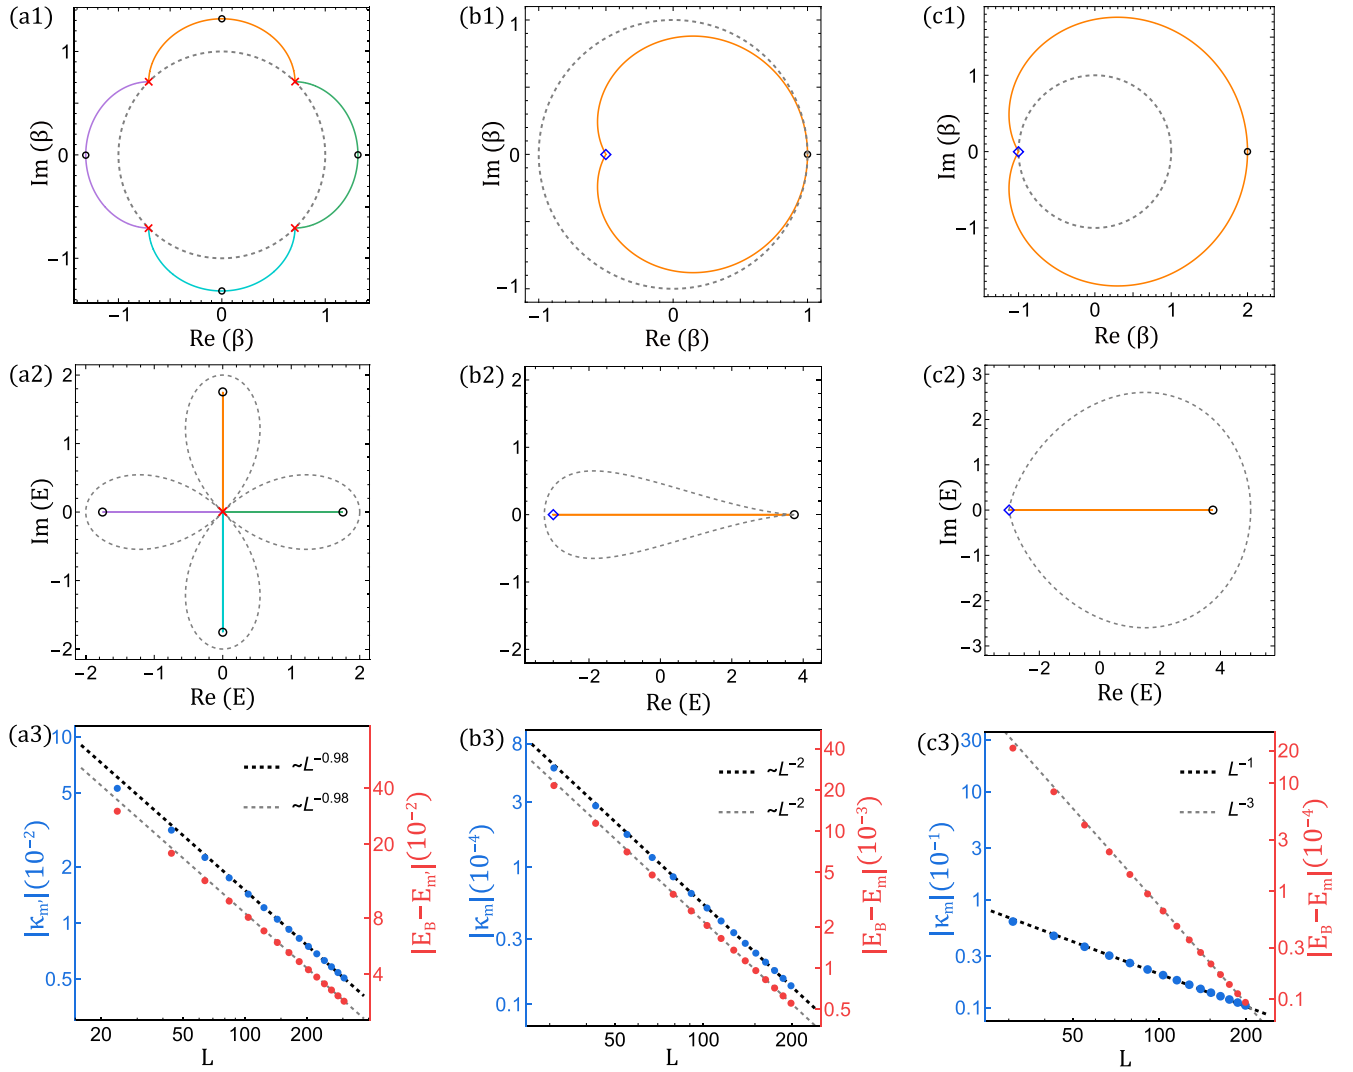 (a1)
1
0
−1
Im (β)
−1
0
1
Re (β)
(b1)
1
0
−1
Im (β)
−1
0
1
Re (β)
(c1)
1
0
−1
Im (β)
−1
0
1
2
Re (β)
(a2)
2
1
0
−1
−2
Im (E)
−2
−1
0
1
2
Re (E)
(b2)
2
1
0
−1
−2
Im (E)
−2
0
2
4
Re (E)
(c2)
3
2
1
0
−1
−2
−3
Im (E)
−2
0
2
4
Re (E)
(a3)
10
5
2
1
0.5
|κm'|(10⁻²)
~L⁻⁰·⁹⁸
~L⁻⁰·⁹⁸
40
20
8
4
|EB−Em'|(10⁻²)
20
50
100
200
L
(b3)
8
3
1
0.3
0.1
|κm|(10⁻⁴)
~L⁻²
~L⁻²
40
20
10
5
2
1
0.5
|EB−Em|(10⁻³)
50
100
200
L
(c3)
30
10
3
1
0.3
0.1
|κm|(10⁻¹)
L⁻¹
L⁻³
20
10
3
1
0.3
0.1
|EB−Em|(10⁻⁴)
50
100
200
L